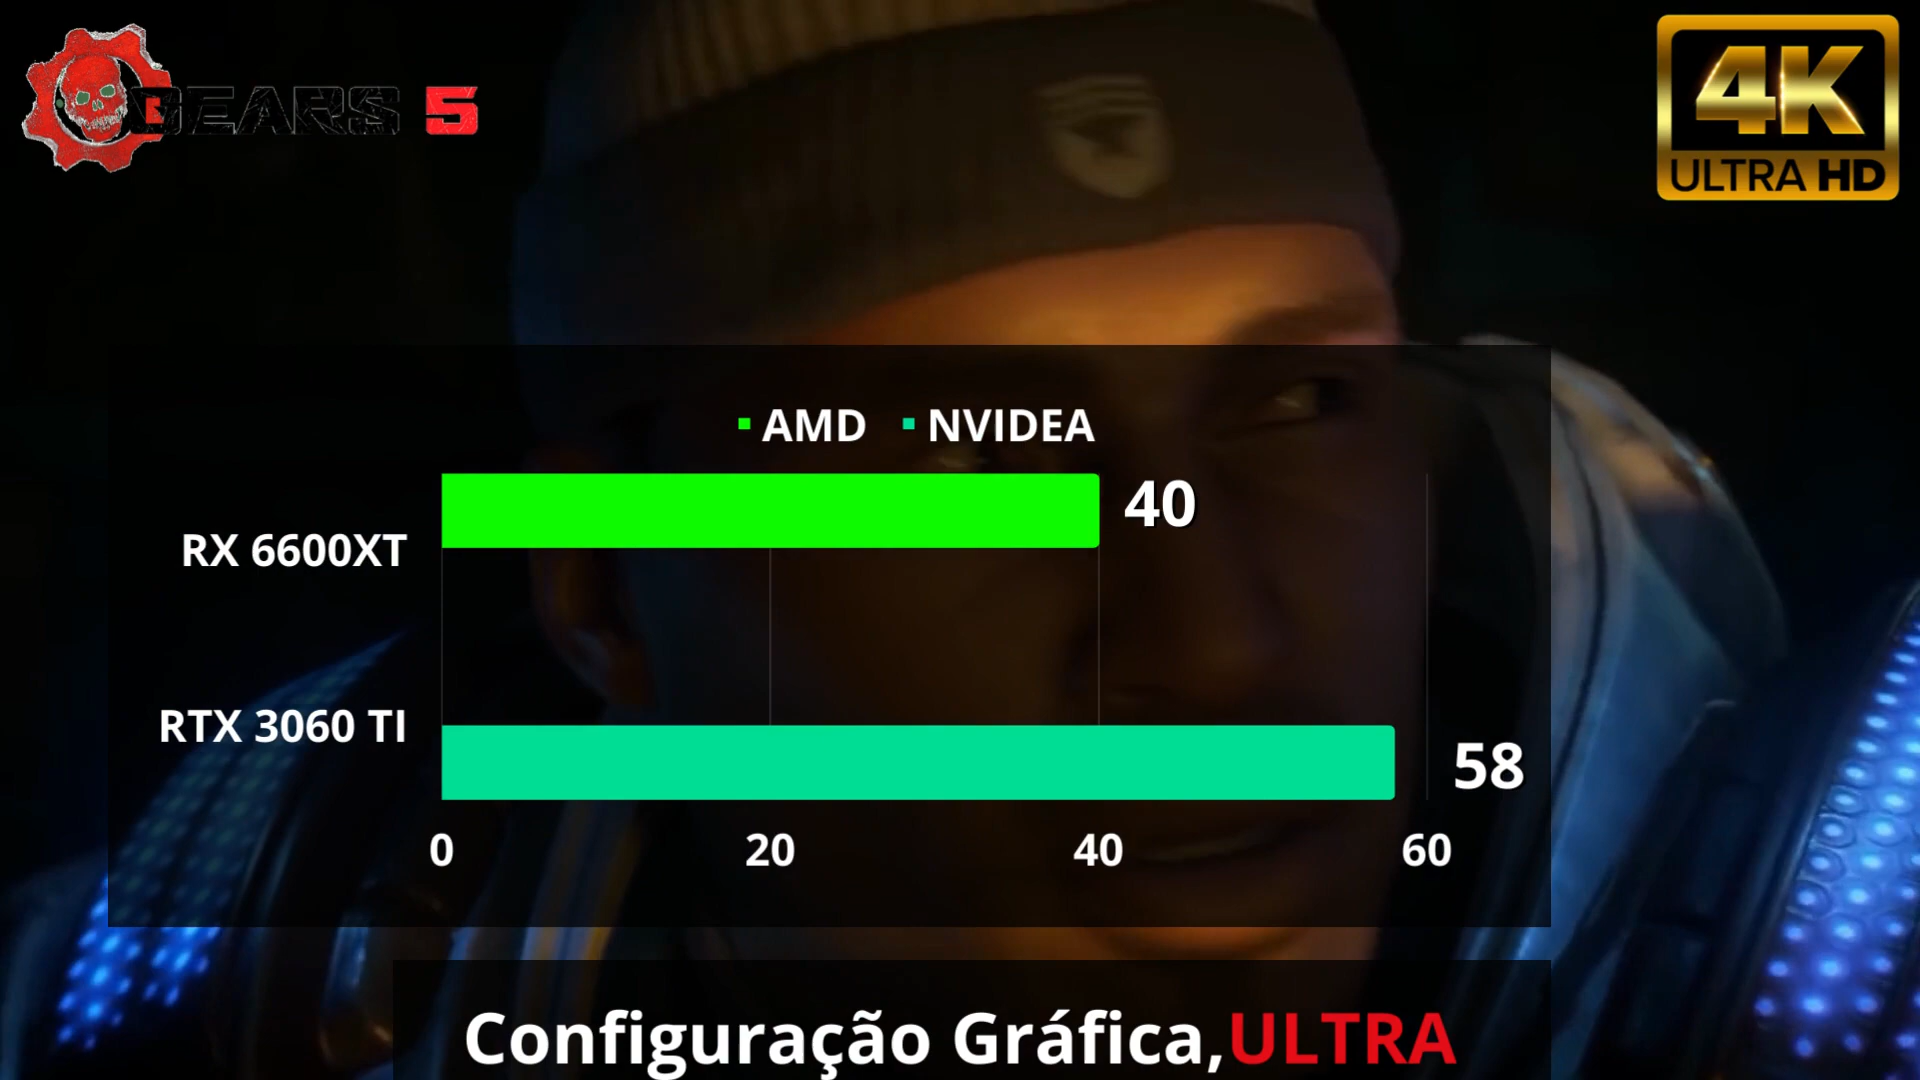 GEARS 5
4K
ULTRA HD
AMD NVIDEA
RX 6600XT
40
RTX 3060 TI
58
0 20 40 60
Configuração Gráfica,ULTRA